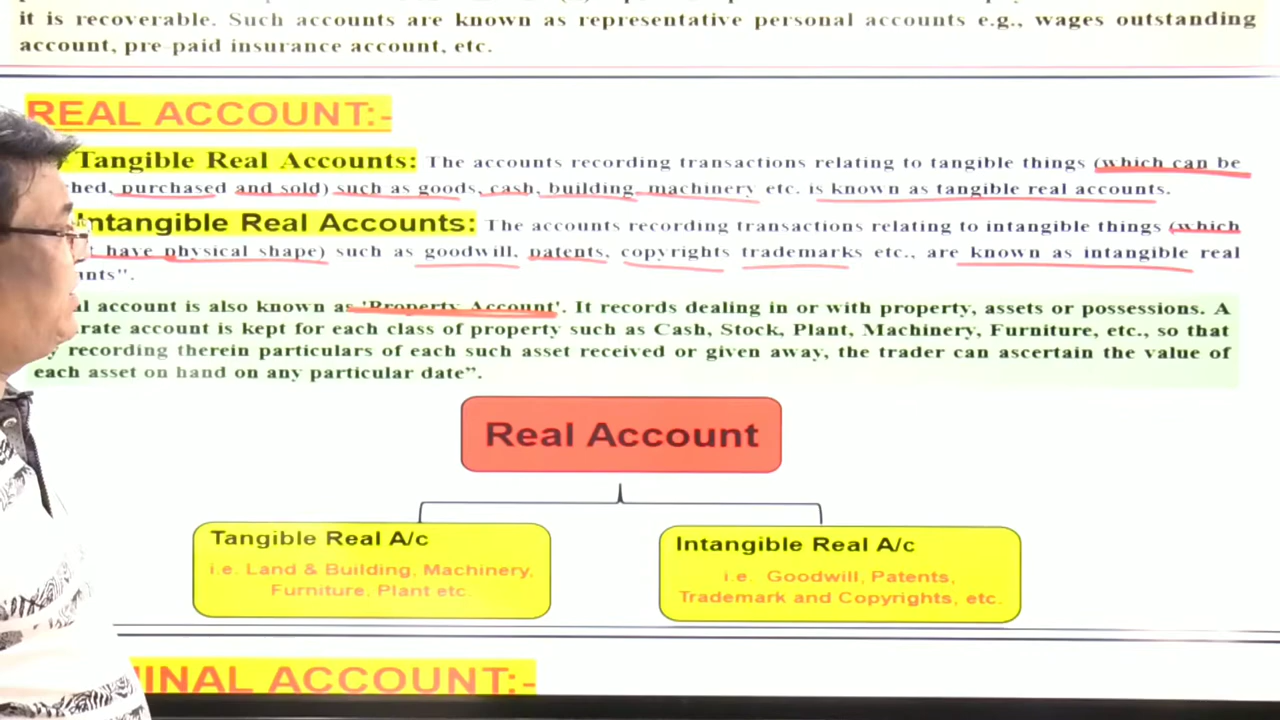 it is recoverable. Such accounts are known as representative personal accounts e.g., wages outstanding
account, pre-paid insurance account, etc.
REAL ACCOUNT:-
Tangible Real Accounts: The accounts recording transactions relating to tangible things (which can be
hed, purchased and sold) such as goods, cash, building machinery etc. is known as tangible real accounts.
Intangible Real Accounts: The accounts recording transactions relating to intangible things (which
have physical shape) such as goodwill, patents, copyrights trademarks etc., are known as intangible real
nts".
account is also known as 'Property Account'. It records dealing in or with property, assets or possessions. A
rate account is kept for each class of property such as Cash, Stock, Plant, Machinery, Furniture, etc., so that
recording therein particulars of each such asset received or given away, the trader can ascertain the value of
each asset on hand on any particular date”.
Real Account
Tangible Real A/c
i.e. Land & Building, Machinery,
Furniture, Plant etc.
Intangible Real A/c
i.e. Goodwill, Patents,
Trademark and Copyrights, etc.
INAL ACCOUNT:-